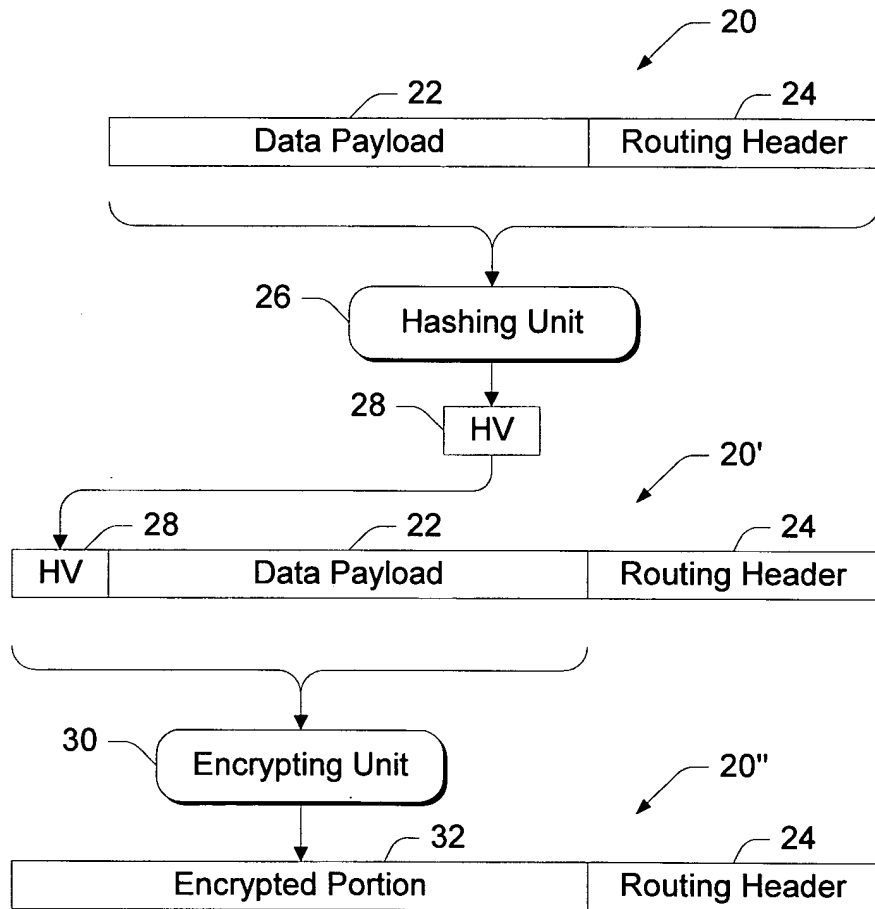 20
22 24
Data Payload Routing Header
26 Hashing Unit
28 HV
20'
28 22 24
HV Data Payload Routing Header
30 Encrypting Unit
20"
32 24
Encrypted Portion Routing Header